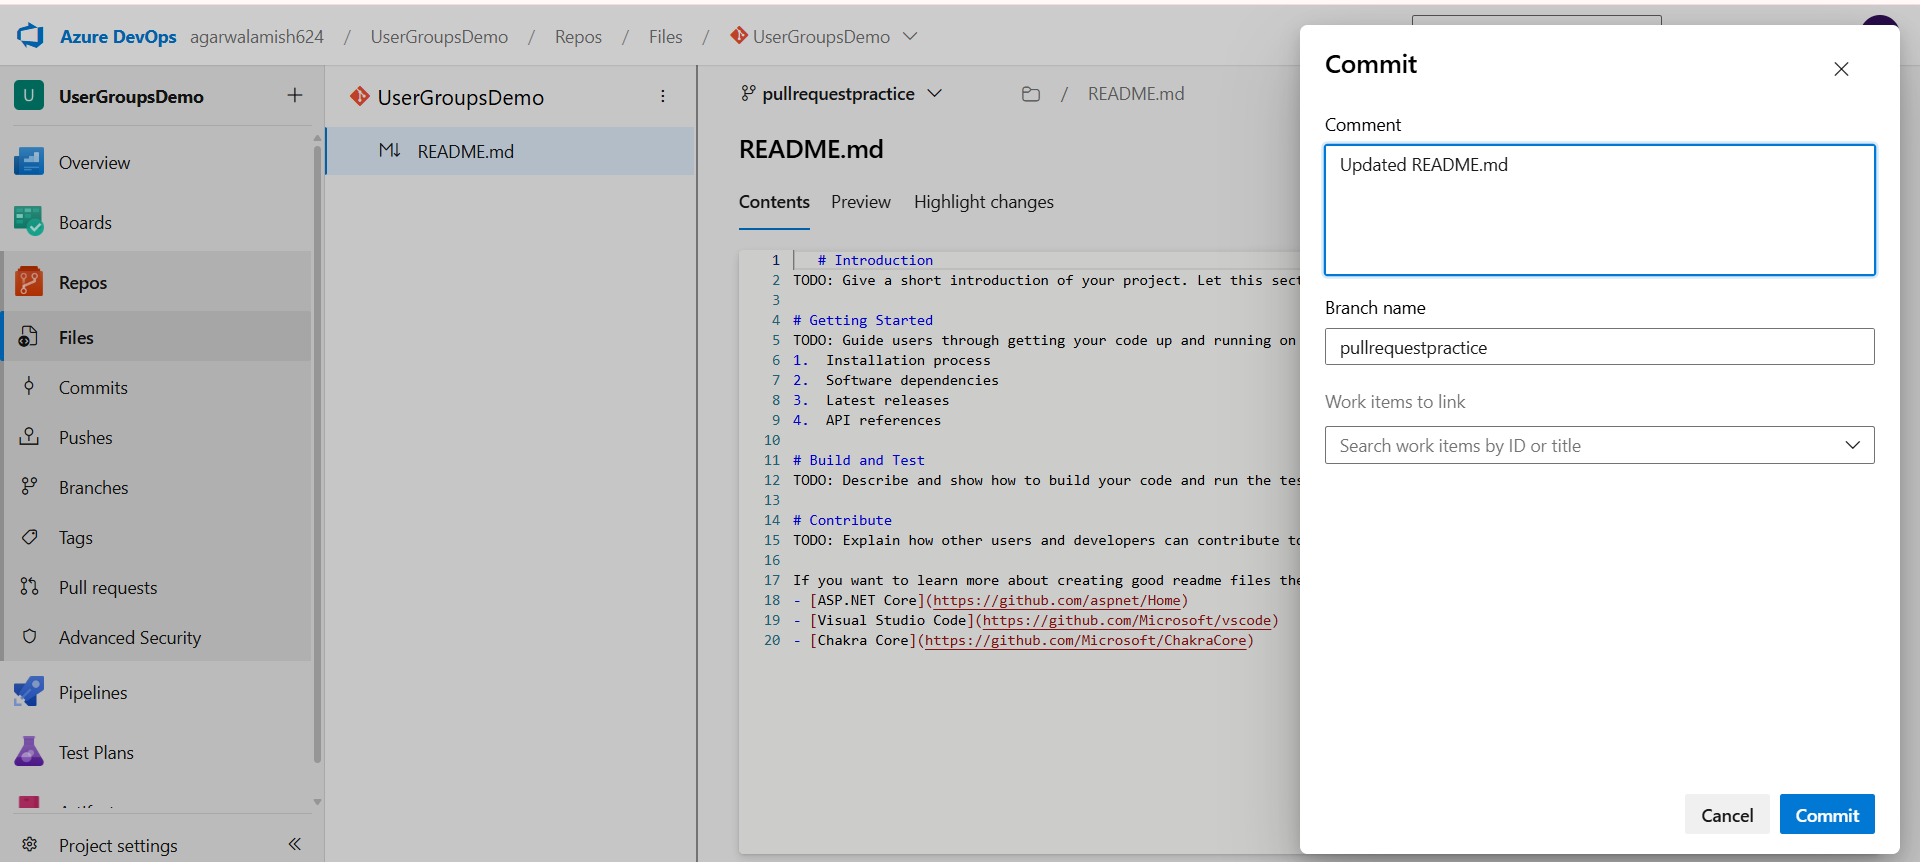 Azure DevOps agarwalamish624 / UserGroupsDemo / Repos / Files / UserGroupsDemo
U UserGroupsDemo
Overview
Boards
Repos
Files
Commits
Pushes
Branches
Tags
Pull requests
Advanced Security
Pipelines
Test Plans
Project settings
UserGroupsDemo
README.md
pullrequestpractice
/ README.md
README.md
Contents Preview Highlight changes
1 # Introduction
2 TODO: Give a short introduction of your project. Let this sect
3
4 # Getting Started
5 TODO: Guide users through getting your code up and running on
6 1. Installation process
7 2. Software dependencies
8 3. Latest releases
9 4. API references
10
11 # Build and Test
12 TODO: Describe and show how to build your code and run the tes
13
14 # Contribute
15 TODO: Explain how other users and developers can contribute to
16
17 If you want to learn more about creating good readme files the
18 - [ASP.NET Core](https://github.com/aspnet/Home)
19 - [Visual Studio Code](https://github.com/Microsoft/vscode)
20 - [Chakra Core](https://github.com/Microsoft/ChakraCore)
Commit
Comment
Updated README.md
Branch name
pullrequestpractice
Work items to link
Search work items by ID or title
Cancel Commit